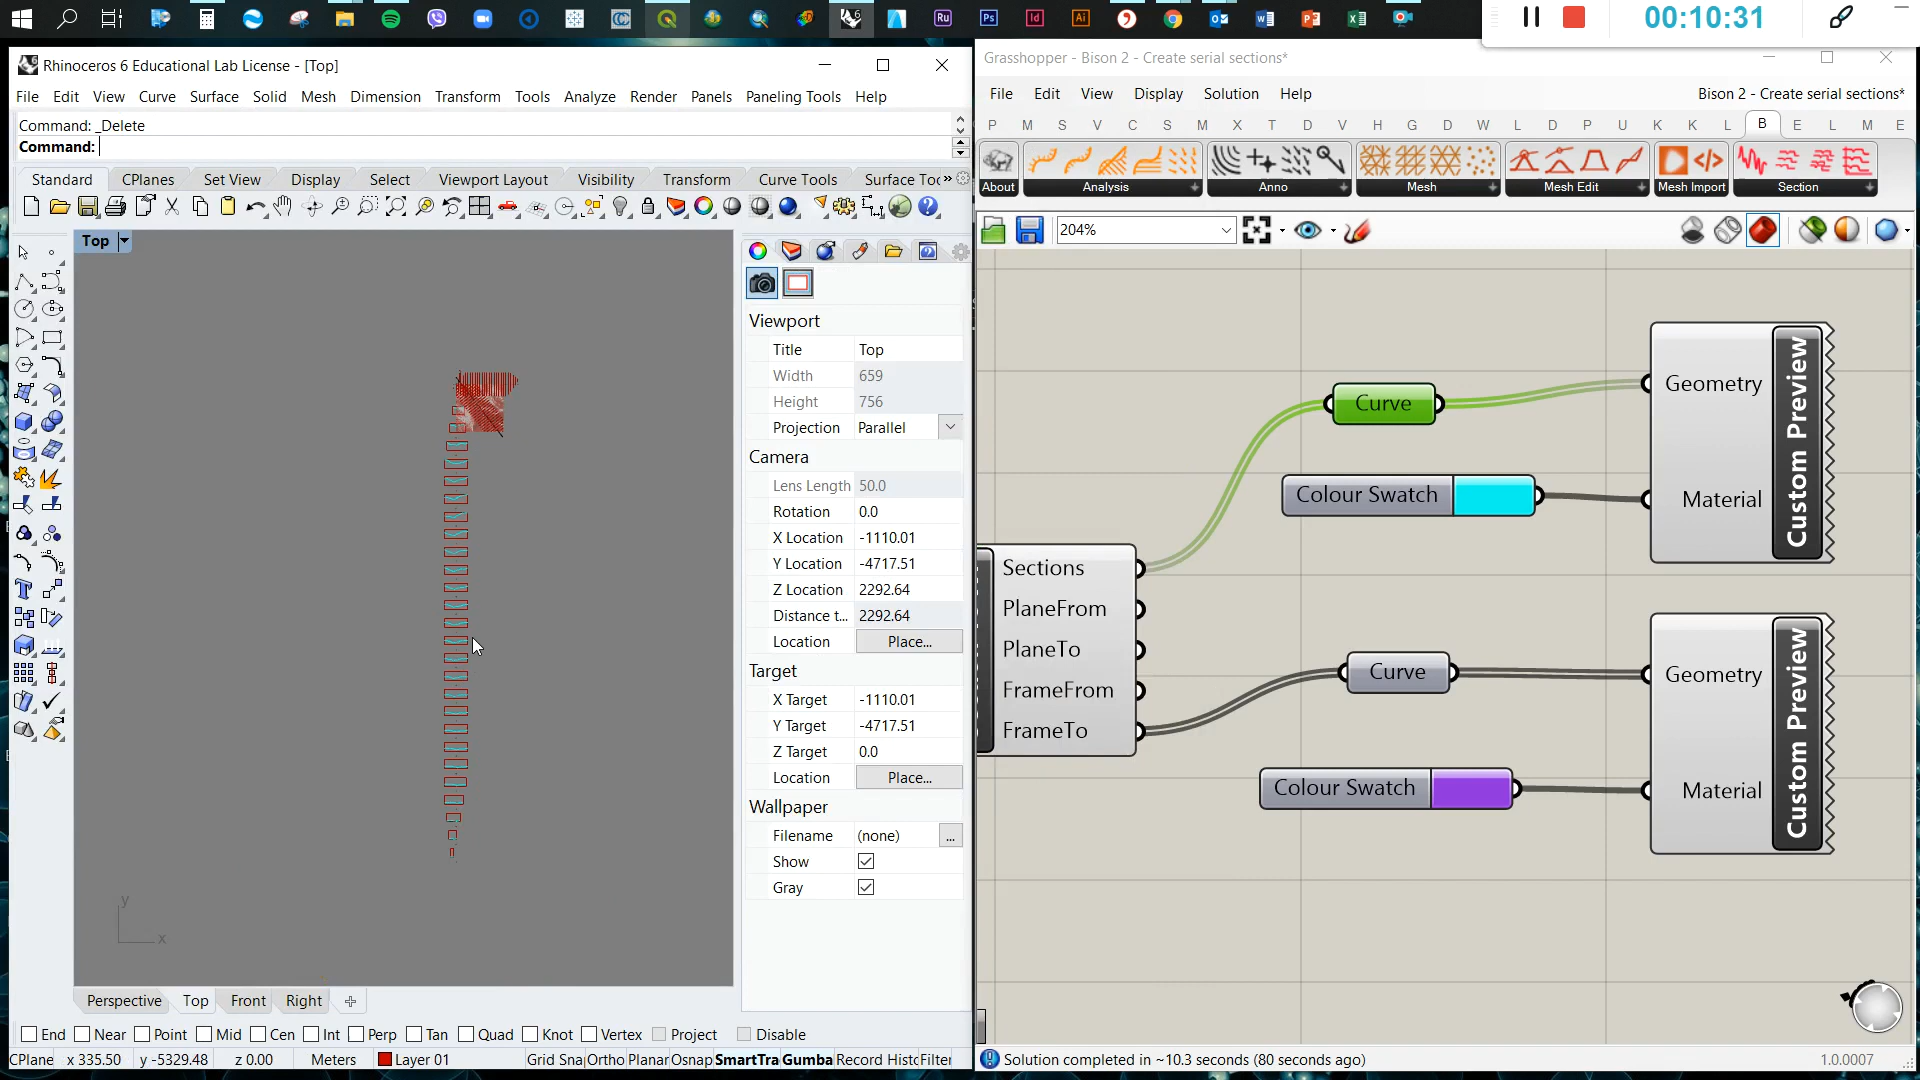 00:10:31
Rhinoceros 6 Educational Lab License - [Top]
File Edit View Curve Surface Solid Mesh Dimension Transform Tools Analyze Render Panels Paneling Tools Help
Command: _Delete
Command:
Standard CPlanes Set View Display Select Viewport Layout Visibility Transform Curve Tools Surface Toc »
Top
Viewport
Title Top
Width 659
Height 756
Projection Parallel
Camera
Lens Length 50.0
Rotation 0.0
X Location -1110.01
Y Location -4717.51
Z Location 2292.64
Distance t... 2292.64
Location Place...
Target
X Target -1110.01
Y Target -4717.51
Z Target 0.0
Location Place...
Wallpaper
Filename (none) ...
Show
Gray
y
x
Perspective Top Front Right
End Near Point Mid Cen Int Perp Tan Quad Knot Vertex Project Disable
CPlane x 335.50 y -5329.48 z 0.00 Meters Layer 01 Grid Sna Ortho Planar Osnap SmartTra Gumba Record Histo Filter
Grasshopper - Bison 2 - Create serial sections*
File Edit View Display Solution Help Bison 2 - Create serial sections*
P M S V C S M X T D V H G D W L D P U K K L B E L M E
About Analysis Anno Mesh Mesh Edit Mesh Import Section
204%
Curve
Colour Swatch
Geometry
Material
Custom Preview
Sections
PlaneFrom
PlaneTo
FrameFrom
FrameTo
Curve
Colour Swatch
Geometry
Material
Custom Preview
Solution completed in ~10.3 seconds (80 seconds ago) 1.0.0007